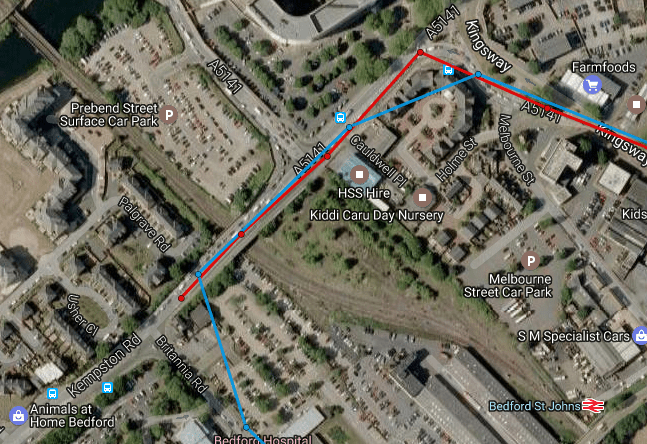 A5141
Kingsway
Farmfoods
A5141
Prebend Street
Surface Car Park
P
A5141
Kingsway
Melbourne St
A5141
Cauldwell Pl
Holme St
HSS Hire
Kiddi Caru Day Nursery
Kids
Palgrave Rd
P
Melbourne
Street Car Park
Usher Cl
S M Specialist Cars
Kempston Rd
Britannia Rd
Animals at
Home Bedford
Bedford St Johns
Bedford Hospital